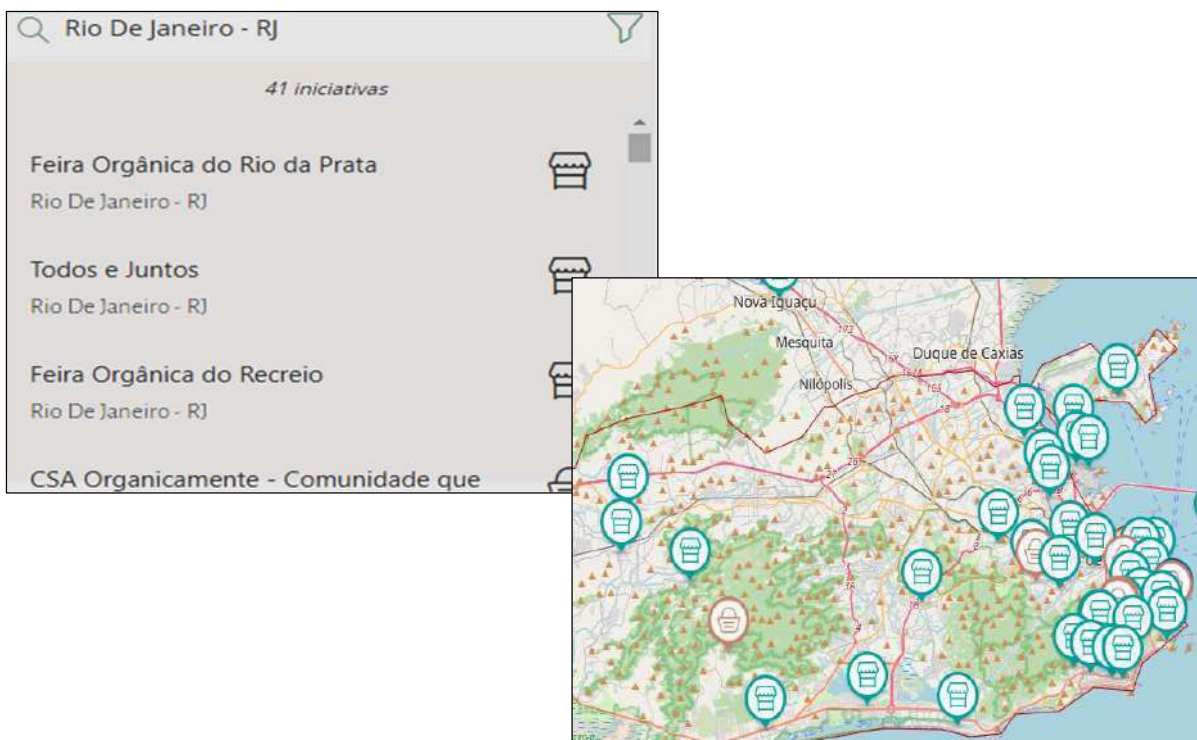 Rio De Janeiro - RJ
41 iniciativas
Feira Orgânica do Rio da Prata
Rio De Janeiro - RJ
Todos e Juntos
Rio De Janeiro - RJ
Feira Orgânica do Recreio
Rio De Janeiro - RJ
CSA Organicamente - Comunidade que
Nova Iguaçu
Mesquita
Duque de Caxias
Nilópolis